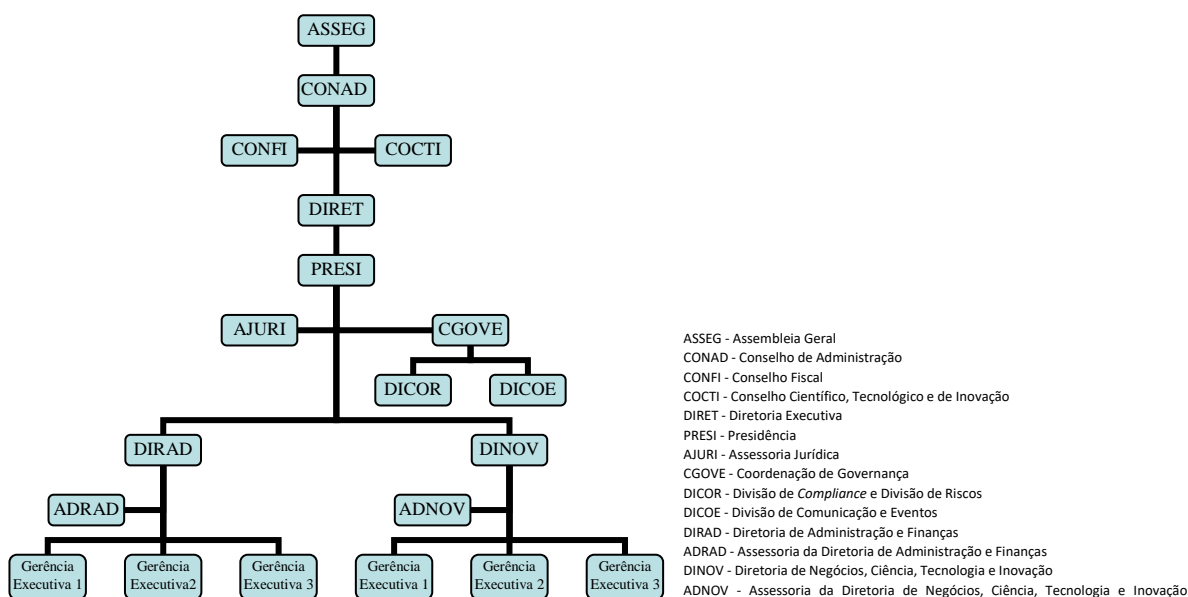 ASSEG
CONAD
CONFI
COCTI
DIRET
PRESI
AJURI
CGOVE
DICOR
DICOE
DIRAD
DINOV
ADRAD
ADNOV
Gerência
Executiva 1
Gerência
Executiva2
Gerência
Executiva 3
Gerência
Executiva 1
Gerência
Executiva 2
Gerência
Executiva 3
ASSEG - Assembleia Geral
CONAD - Conselho de Administração
CONFI - Conselho Fiscal
COCTI - Conselho Científico, Tecnológico e de Inovação
DIRET - Diretoria Executiva
PRESI - Presidência
AJURI - Assessoria Jurídica
CGOVE - Coordenação de Governança
DICOR - Divisão de Compliance e Divisão de Riscos
DICOE - Divisão de Comunicação e Eventos
DIRAD - Diretoria de Administração e Finanças
ADRAD - Assessoria da Diretoria de Administração e Finanças
DINOV - Diretoria de Negócios, Ciência, Tecnologia e Inovação
ADNOV - Assessoria da Diretoria de Negócios, Ciência, Tecnologia e Inovação